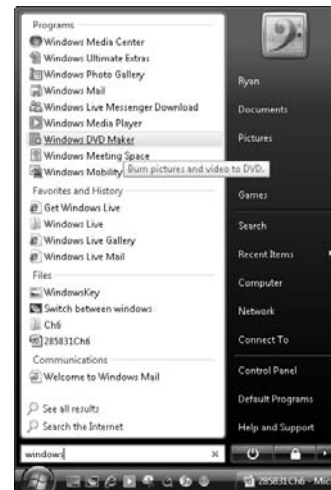 Programs
Windows Media Center
Windows Ultimate Extras
Windows Photo Gallery
Windows Mail
Windows Live Messenger Download
Windows Media Player
Windows DVD Maker
Windows Meeting Space
Windows Mobility
Burn pictures and video to DVD.
Favorites and History
Get Windows Live
Windows Live
Windows Live Gallery
Windows Live Mail
Files
WindowsKey
Switch between windows
Ch6
285831Ch6
Communications
Welcome to Windows Mail
See all results
Search the Internet
windows
Ryan
Documents
Pictures
Games
Search
Recent Items
Computer
Network
Connect To
Control Panel
Default Programs
Help and Support
285831Ch6 - Mic